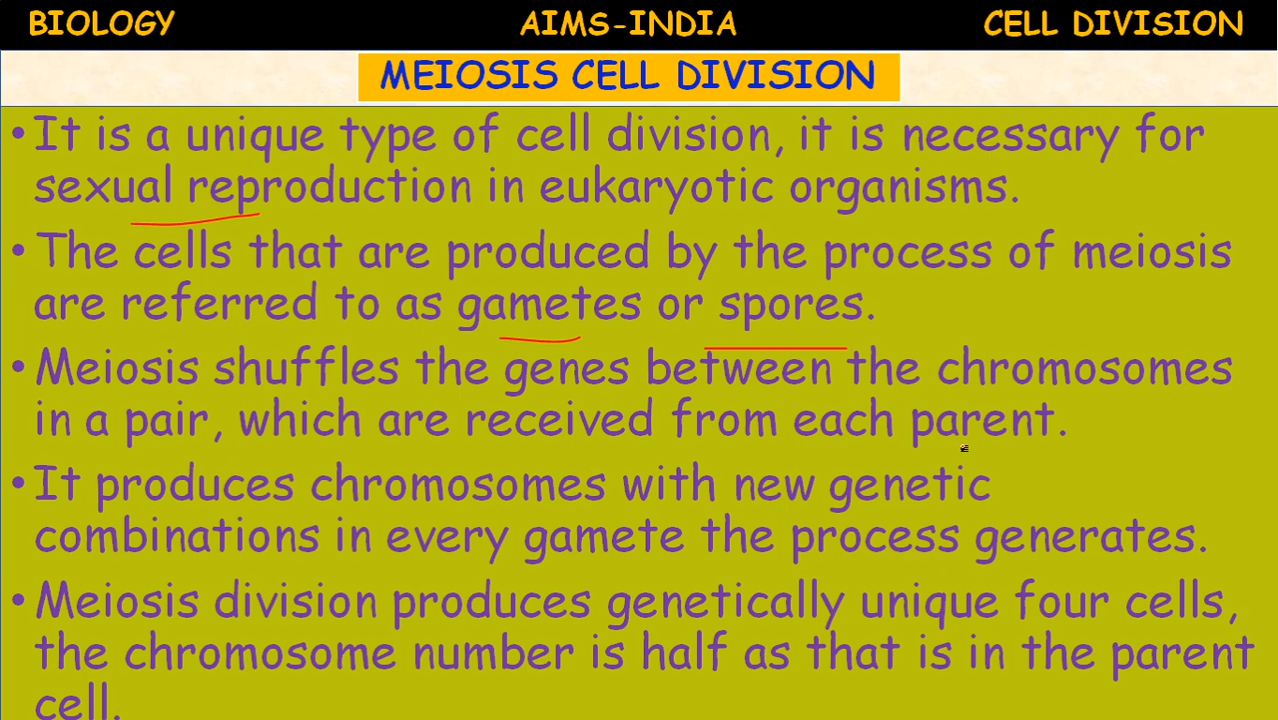 BIOLOGY AIMS-INDIA CELL DIVISION
MEIOSIS CELL DIVISION
•It is a unique type of cell division, it is necessary for
sexual reproduction in eukaryotic organisms.
•The cells that are produced by the process of meiosis
are referred to as gametes or spores.
•Meiosis shuffles the genes between the chromosomes
in a pair, which are received from each parent.
•It produces chromosomes with new genetic
combinations in every gamete the process generates.
•Meiosis division produces genetically unique four cells,
the chromosome number is half as that is in the parent
cell.